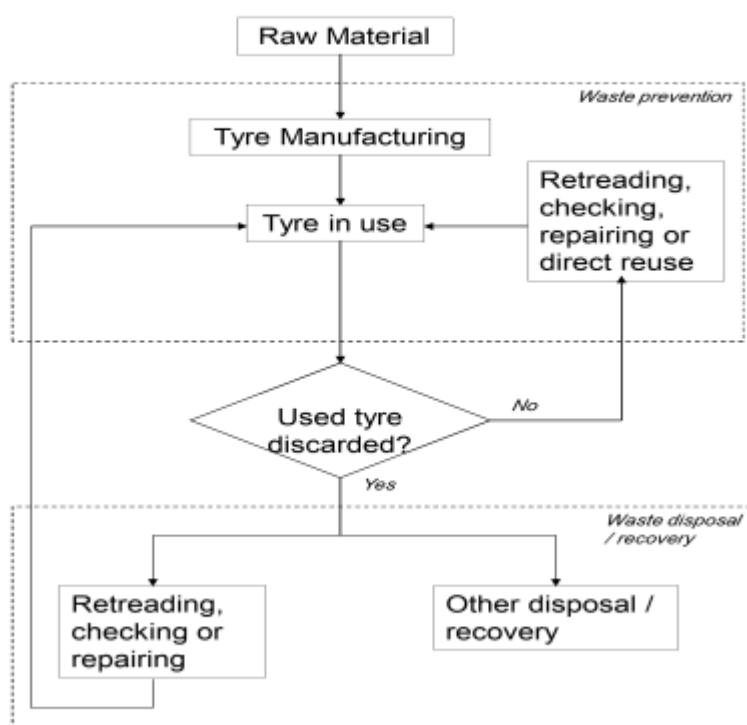 Raw Material
Waste prevention
Tyre Manufacturing
Retreading,
checking,
repairing or
direct reuse
Tyre in use
Used tyre
discarded?
No
Yes
Waste disposal
/ recovery
Retreading,
checking or
repairing
Other disposal /
recovery